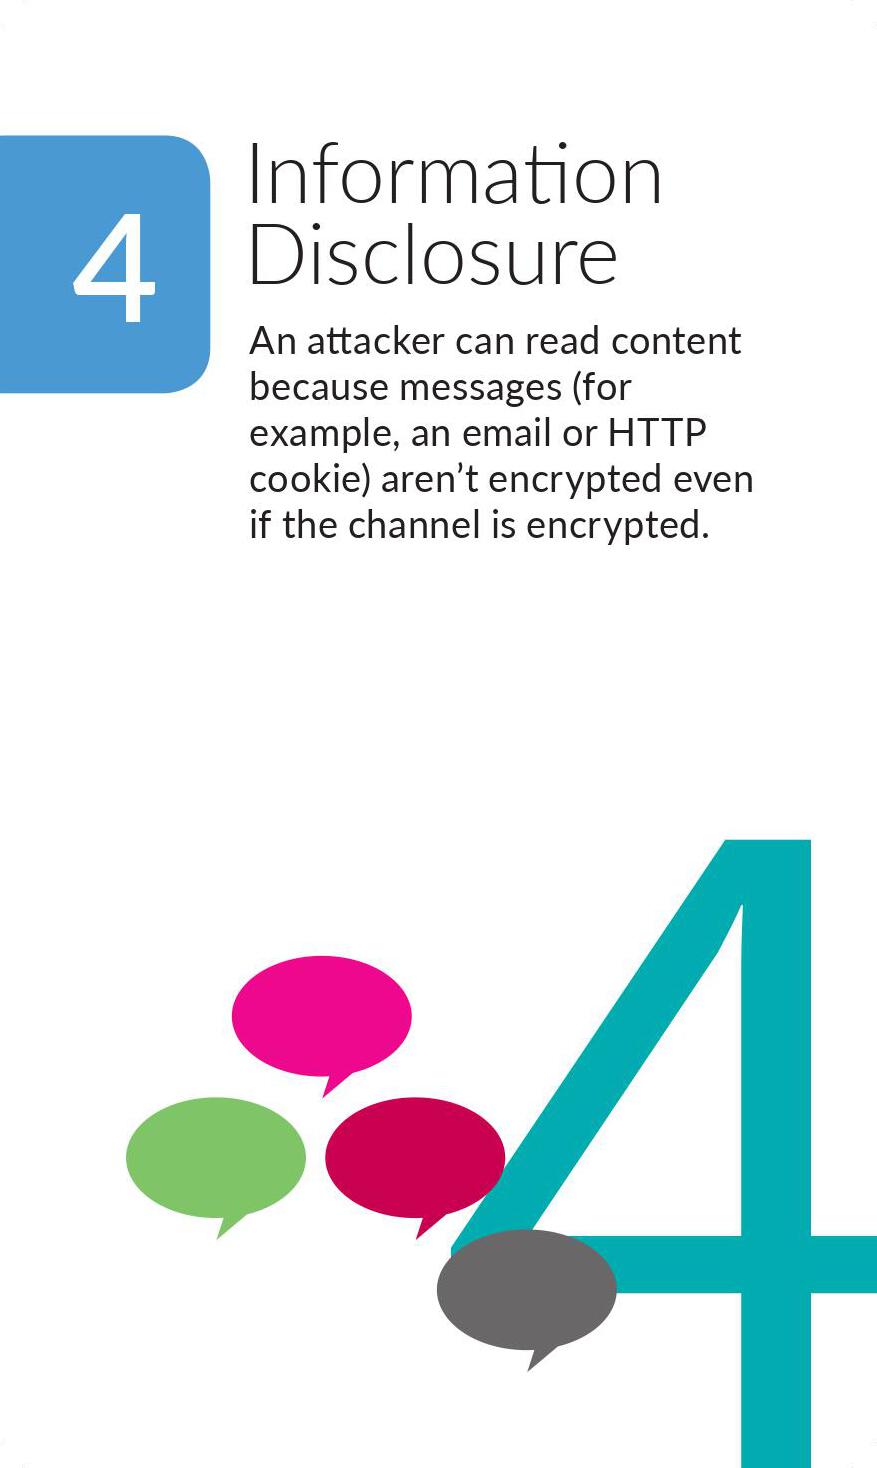 4
Information
Disclosure
An attacker can read content
because messages (for
example, an email or HTTP
cookie) aren’t encrypted even
if the channel is encrypted.
4